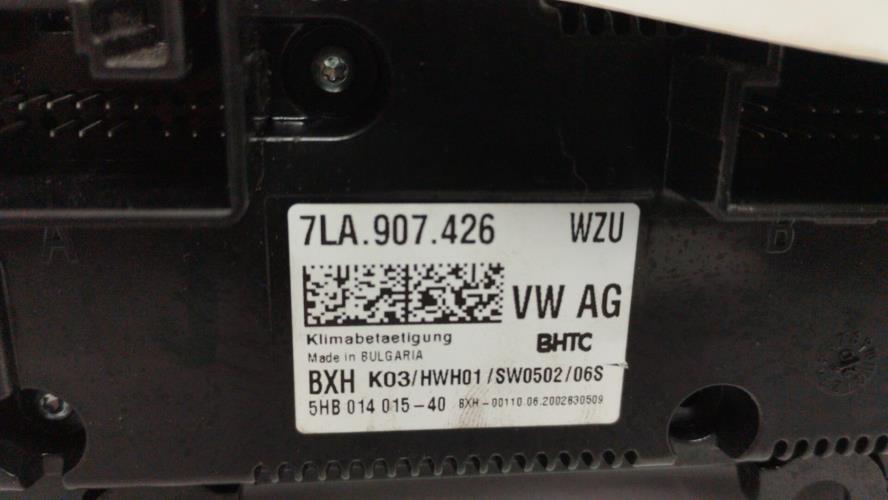 7LA.907.426 WZU
VW AG
Klimabetaetigung BHTC
Made in BULGARIA
BXH K03/HWH01/SW0502/06S
5HB 014 015-40 BXH-00110.06.2002830509
A
B